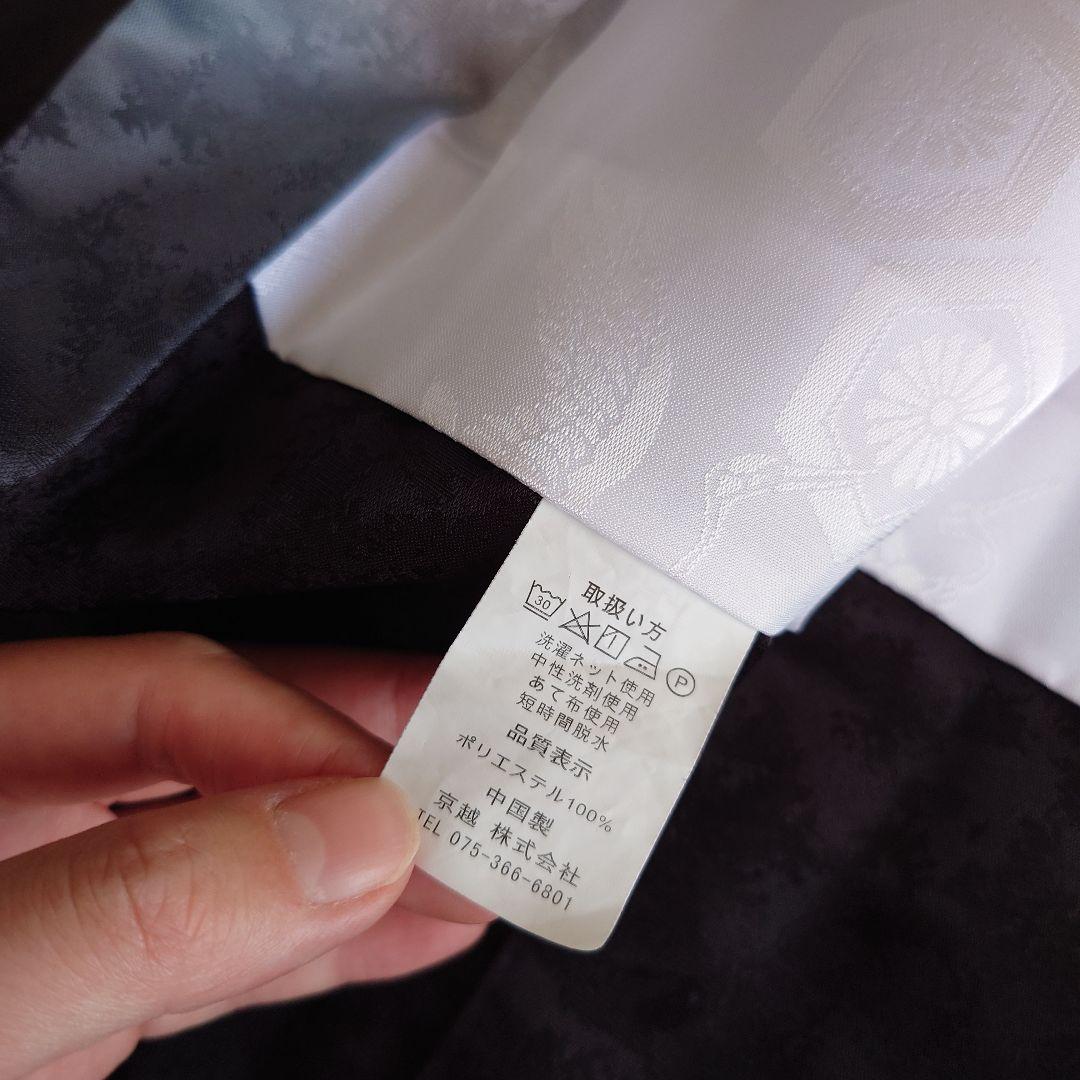 取扱い方
30 P
洗濯ネット使用
中性洗剤使用
あて布使用
短時間脱水
品質表示
ポリエステル100%
中国製
京越 株式会社
TEL 075-366-6801